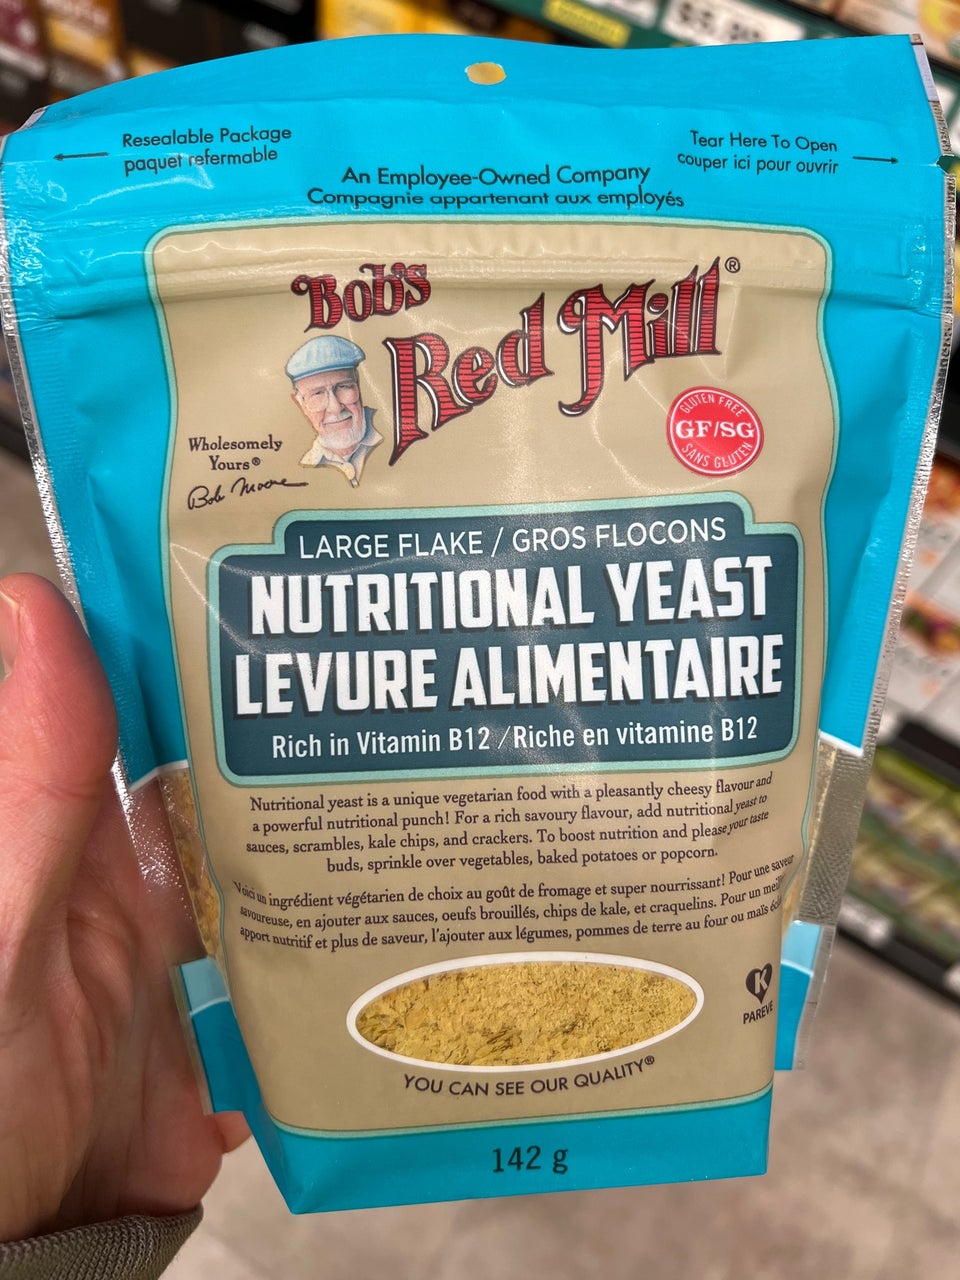 Resealable Package
paquet refermable
Tear Here To Open
couper ici pour ouvrir
An Employee-Owned Company
Compagnie appartenant aux employés
Bob's
Red Mill®
GLUTEN FREE
GF/SG
SANS GLUTEN
Wholesomely
Yours®
Bob Moore
LARGE FLAKE / GROS FLOCONS
NUTRITIONAL YEAST
LEVURE ALIMENTAIRE
Rich in Vitamin B12 / Riche en vitamine B12
Nutritional yeast is a unique vegetarian food with a pleasantly cheesy flavour and
a powerful nutritional punch! For a rich savoury flavour, add nutritional yeast to
sauces, scrambles, kale chips, and crackers. To boost nutrition and please your taste
buds, sprinkle over vegetables, baked potatoes or popcorn.
Voici un ingrédient végétarien de choix au goût de fromage et super nourrissant! Pour une saveur
savoureuse, en ajouter aux sauces, oeufs brouillés, chips de kale, et craquelins. Pour un
apport nutritif et plus de saveur, l'ajouter aux légumes, pommes de terre au four ou maïs
K
PAREVE
YOU CAN SEE OUR QUALITY®
142 g